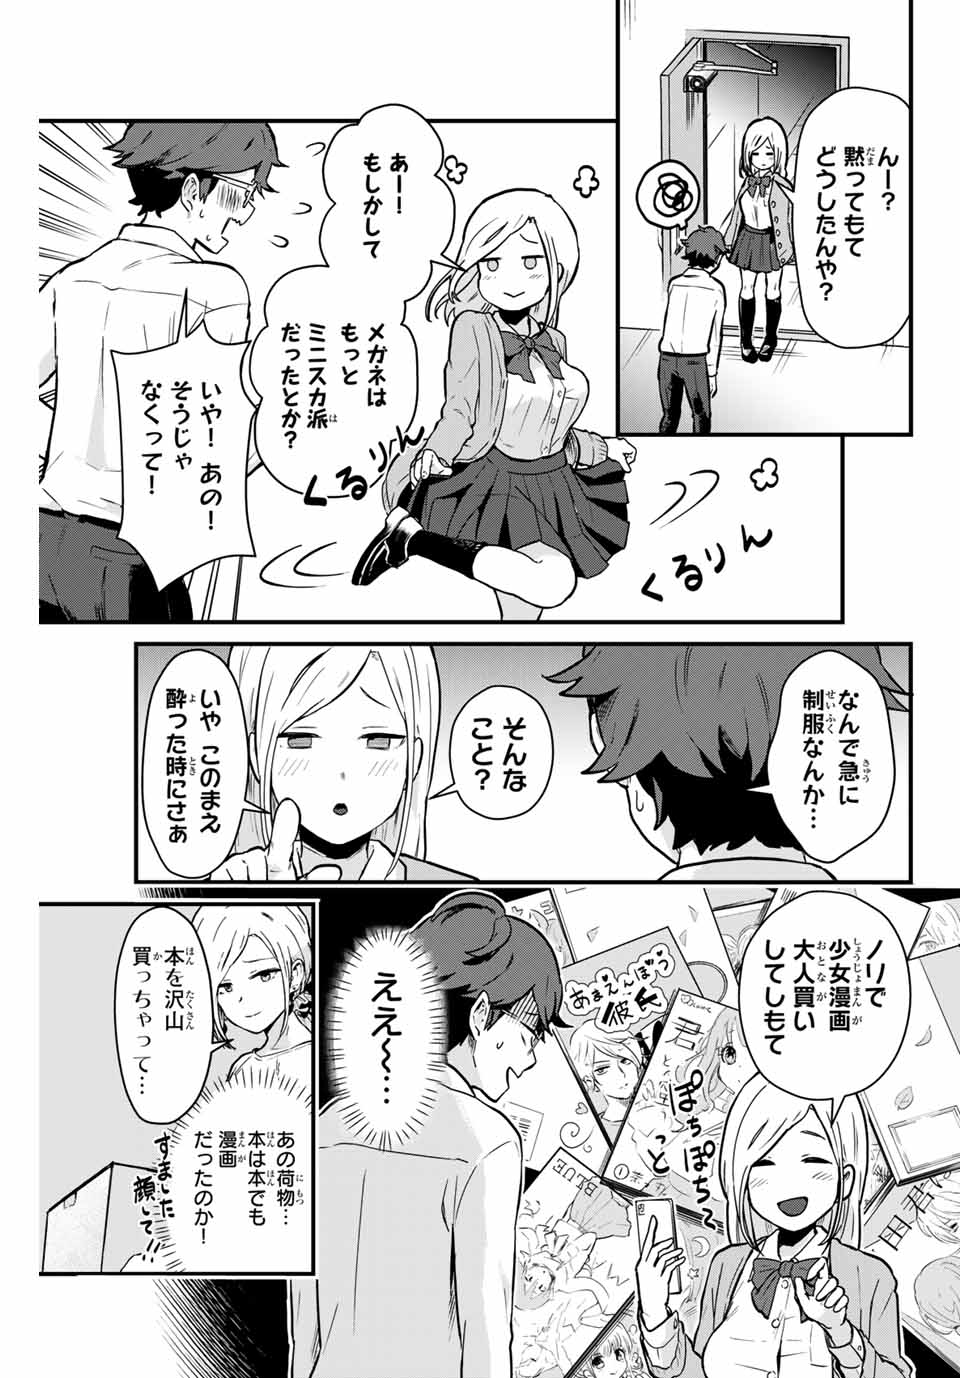 んー？
黙ってもて
どうしたんや？
あー！
もしかして
メガネは
もっと
ミニスカ派
だったとか？
くるりん
くるりん
いや！あの！
そうじゃ
なくって！
なんで急に
制服なんか…
そんな
こと？
いや このまえ
酔った時にさぁ
ノリで
少女漫画
大人買い
してしもて
ぽちぽち〜
っと
あまえんぼう
彼氏
君
BLUE
ええ〜…
本を沢山
買っちゃって…
あの荷物…
本は本でも
漫画
だったのか！
すました
顔して!!